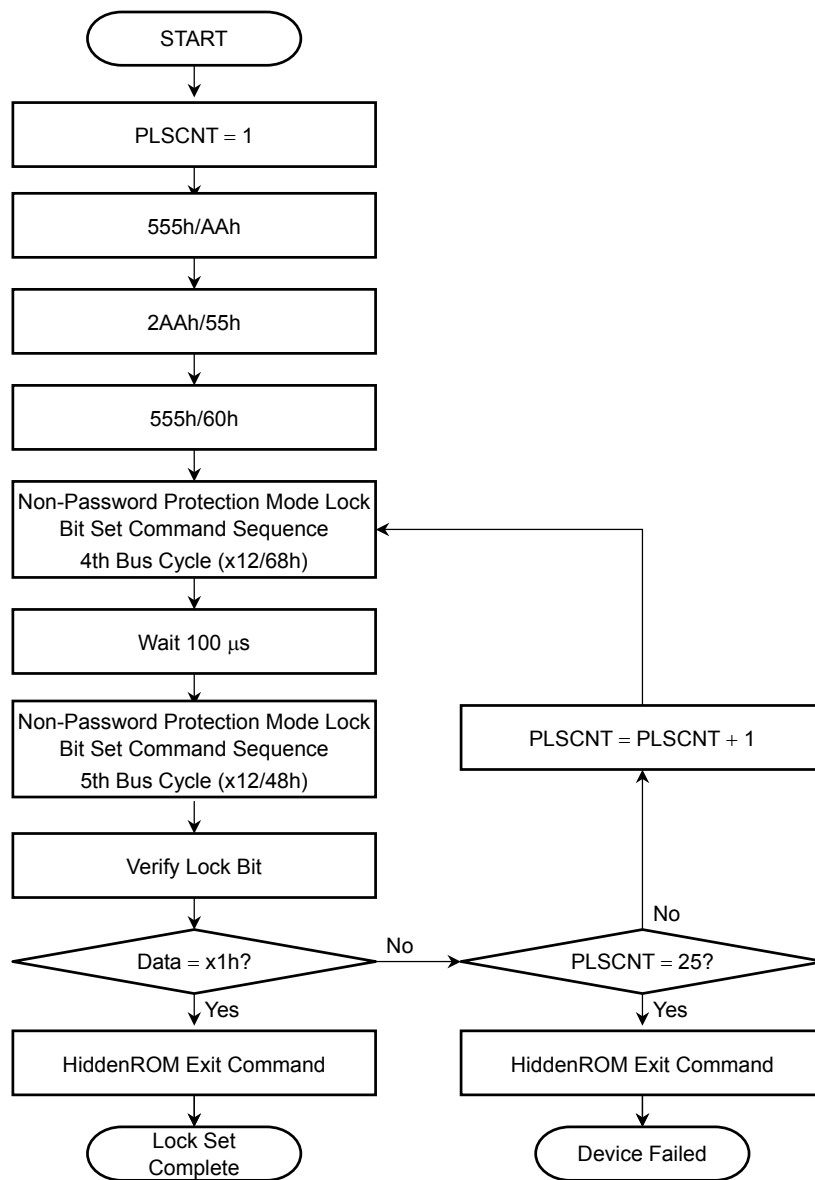 START
PLSCNT = 1
555h/AAh
2AAh/55h
555h/60h
Non-Password Protection Mode Lock
Bit Set Command Sequence
4th Bus Cycle (x12/68h)
Wait 100 μs
Non-Password Protection Mode Lock
Bit Set Command Sequence
5th Bus Cycle (x12/48h)
PLSCNT = PLSCNT + 1
Verify Lock Bit
Data = x1h?
No
PLSCNT = 25?
No
Yes
Yes
HiddenROM Exit Command
HiddenROM Exit Command
Lock Set
Complete
Device Failed